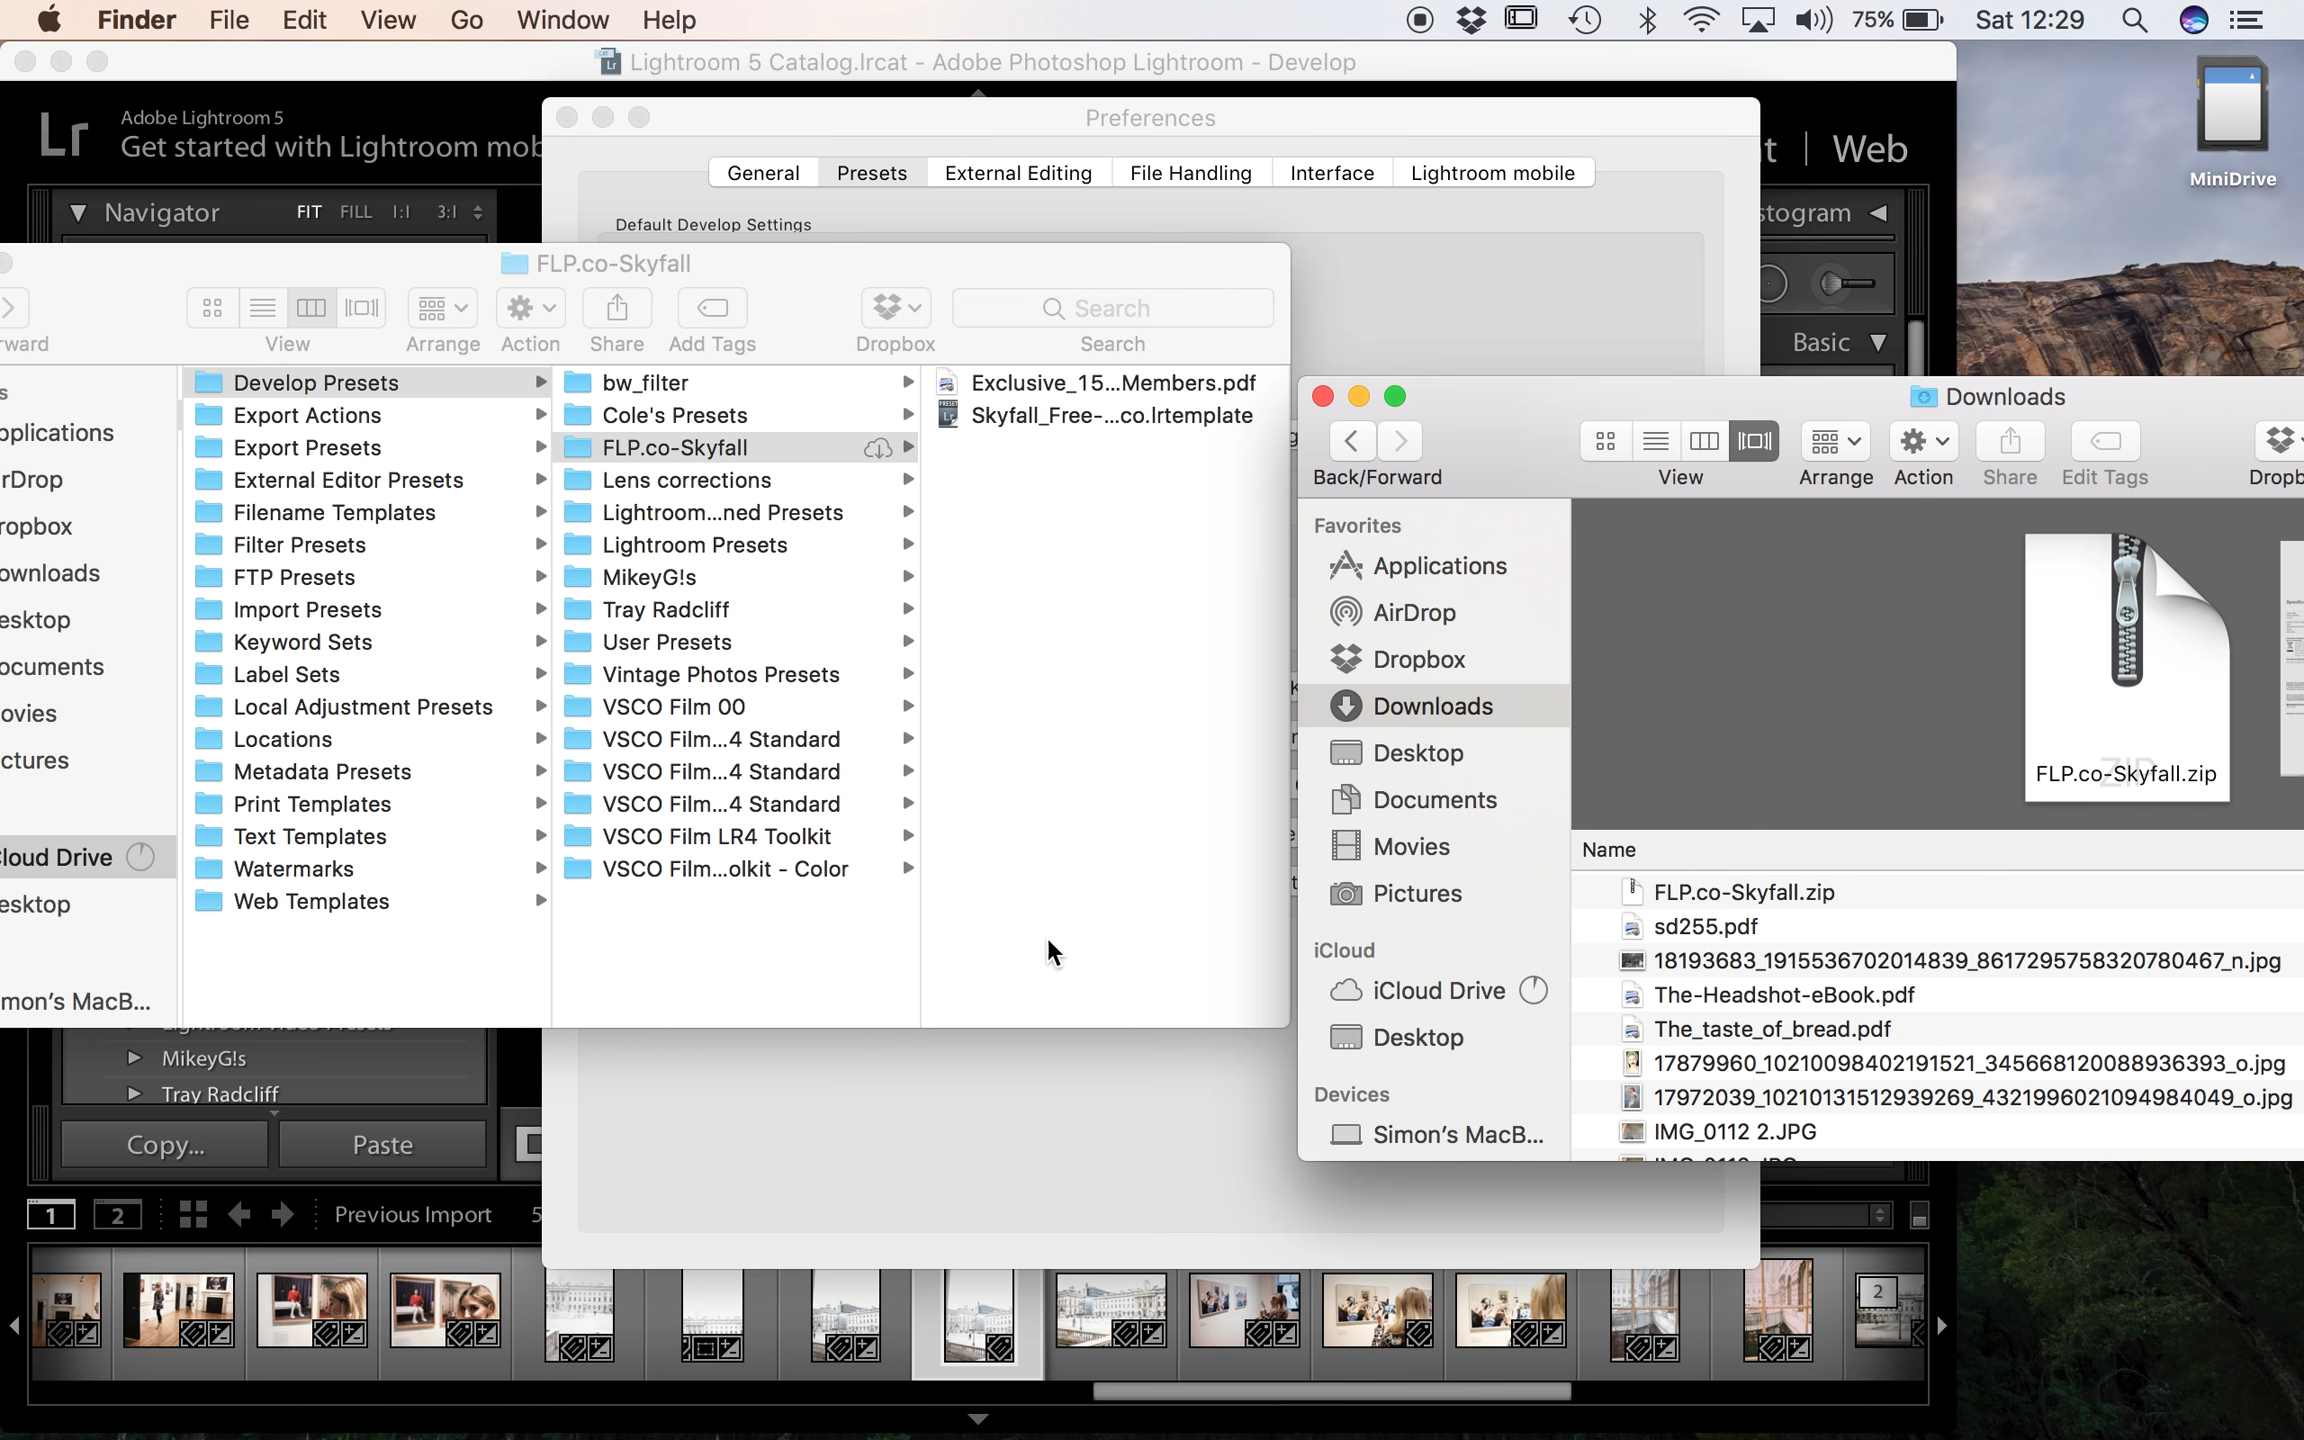 Finder File Edit View Go Window Help 75% Sat 12:29
Lightroom 5 Catalog.lrcat - Adobe Photoshop Lightroom - Develop
MiniDrive
Lr Adobe Lightroom 5
Get started with Lightroom mob
t | Web
Preferences
General Presets External Editing File Handling Interface Lightroom mobile
Default Develop Settings
Navigator FIT FILL 1:1 3:1
stogram
Basic
FLP.co-Skyfall
Search
ward View Arrange Action Share Add Tags Dropbox Search
s
pplications
rDrop
ropbox
ownloads
esktop
ocuments
ovies
ctures
Cloud Drive
esktop
mon's MacB...
Develop Presets
Export Actions
Export Presets
External Editor Presets
Filename Templates
Filter Presets
FTP Presets
Import Presets
Keyword Sets
Label Sets
Local Adjustment Presets
Locations
Metadata Presets
Print Templates
Text Templates
Watermarks
Web Templates
bw_filter
Cole's Presets
FLP.co-Skyfall
Lens corrections
Lightroom...ned Presets
Lightroom Presets
MikeyG!s
Tray Radcliff
User Presets
Vintage Photos Presets
VSCO Film 00
VSCO Film...4 Standard
VSCO Film...4 Standard
VSCO Film...4 Standard
VSCO Film LR4 Toolkit
VSCO Film...olkit - Color
Exclusive_15...Members.pdf
Skyfall_Free-...co.lrtemplate
Downloads
Back/Forward View Arrange Action Share Edit Tags Dropb
Favorites
Applications
AirDrop
Dropbox
Downloads
Desktop
Documents
Movies
Pictures
iCloud
iCloud Drive
Desktop
Devices
Simon's MacB...
ZIP
FLP.co-Skyfall.zip
Name
FLP.co-Skyfall.zip
sd255.pdf
18193683_1915536702014839_8617295758320780467_n.jpg
The-Headshot-eBook.pdf
The_taste_of_bread.pdf
17879960_10210098402191521_345668120088936393_o.jpg
17972039_10210131512939269_4321996021094984049_o.jpg
IMG_0112 2.JPG
MikeyG!s
Tray Radcliff
Copy... Paste
1 2 Previous Import 5
2